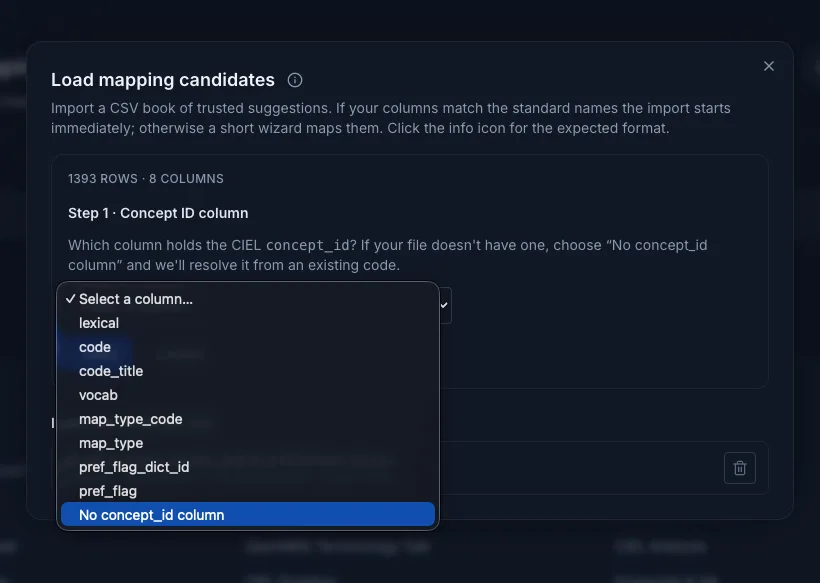 Load mapping candidates
Import a CSV book of trusted suggestions. If your columns match the standard names the import starts
immediately; otherwise a short wizard maps them. Click the info icon for the expected format.
1393 ROWS · 8 COLUMNS
Step 1 · Concept ID column
Which column holds the CIEL concept_id? If your file doesn't have one, choose “No concept_id
column” and we'll resolve it from an existing code.
✓ Select a column...
lexical
code
code_title
vocab
map_type_code
map_type
pref_flag_dict_id
pref_flag
No concept_id column